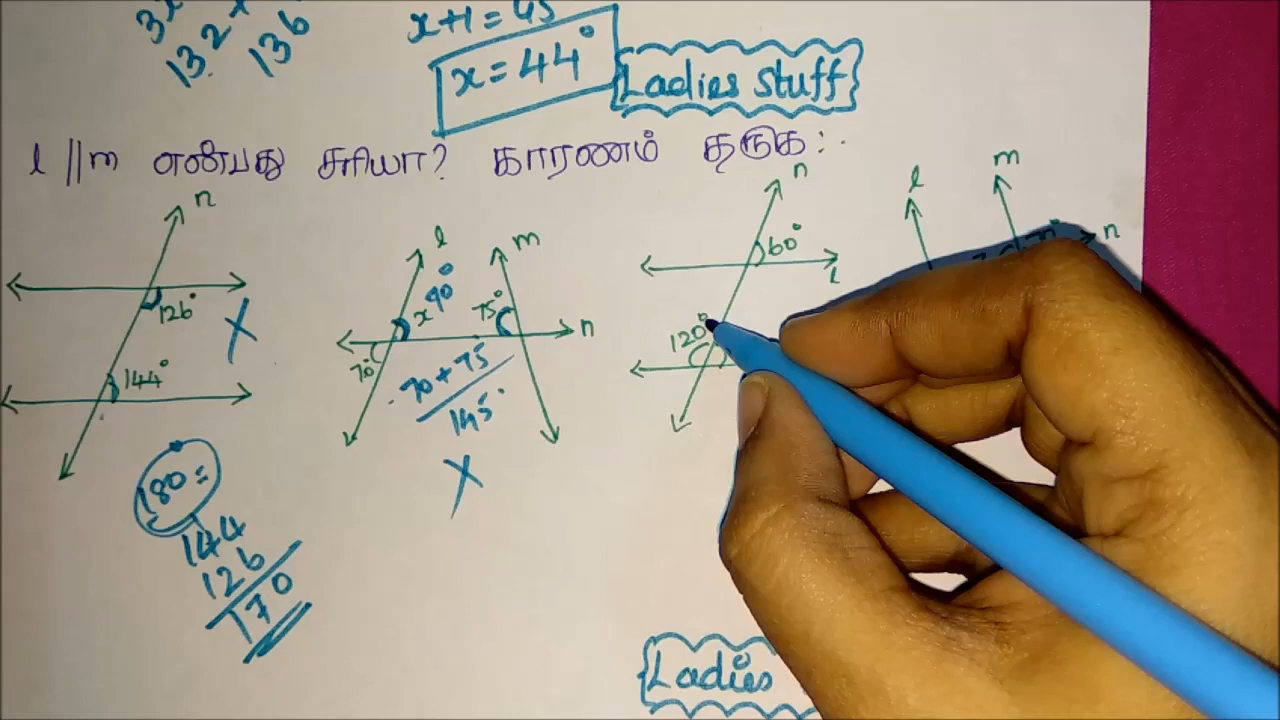 x+1 = 45
132
136
x = 44°
Ladies stuff
l || m என்பது சரியா? காரணம் தருக:.
n
126°
144°
X
180 =
144
126
170
l
m
90°
x
75°
n
70°
70 + 75
145
X
n
60°
l
120°
l
m
n
Ladies